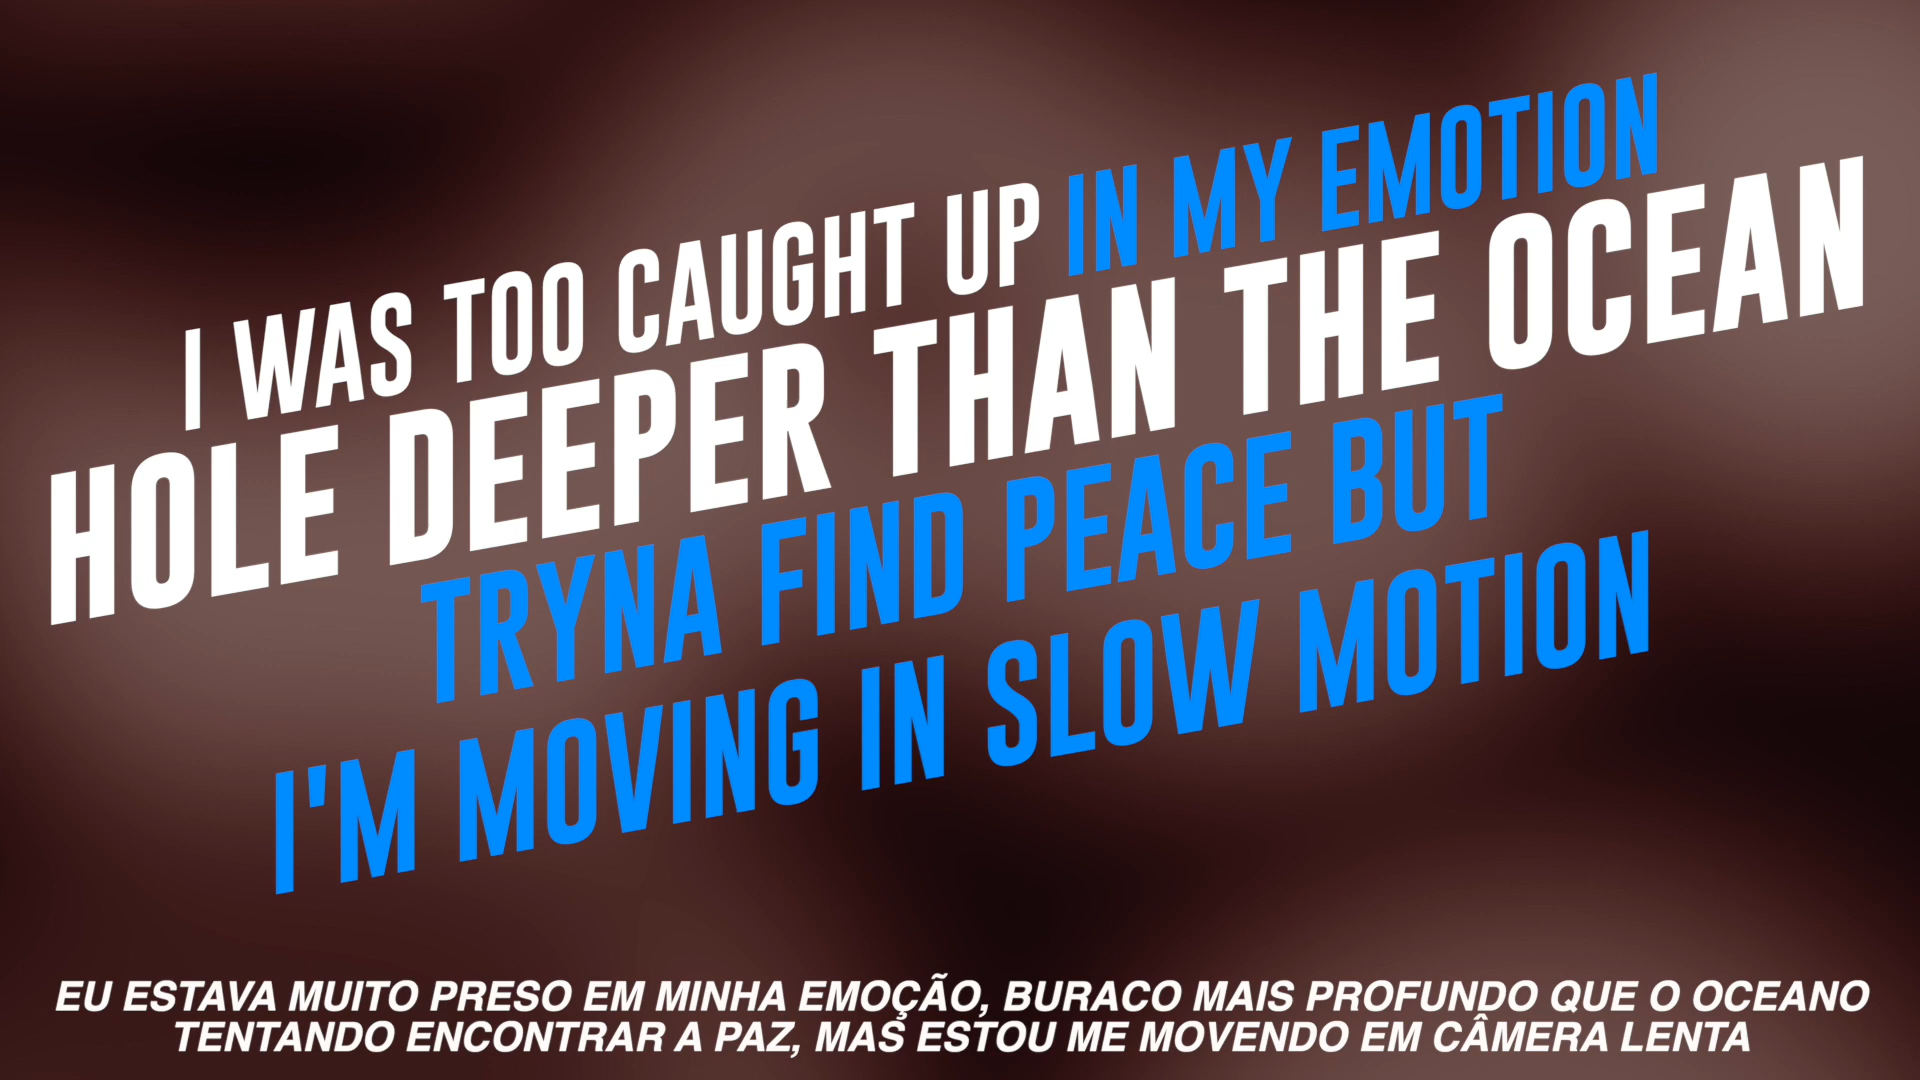 I WAS TOO CAUGHT UP IN MY EMOTION
HOLE DEEPER THAN THE OCEAN
TRYNA FIND PEACE BUT
I'M MOVING IN SLOW MOTION
EU ESTAVA MUITO PRESO EM MINHA EMOÇÃO, BURACO MAIS PROFUNDO QUE O OCEANO
TENTANDO ENCONTRAR A PAZ, MAS ESTOU ME MOVENDO EM CÂMERA LENTA